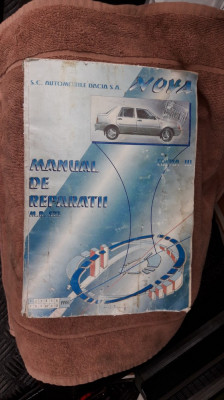 S.C. AUTOMOBILE DACIA S.A.
NOVA
MANUAL
DE
REPARATII